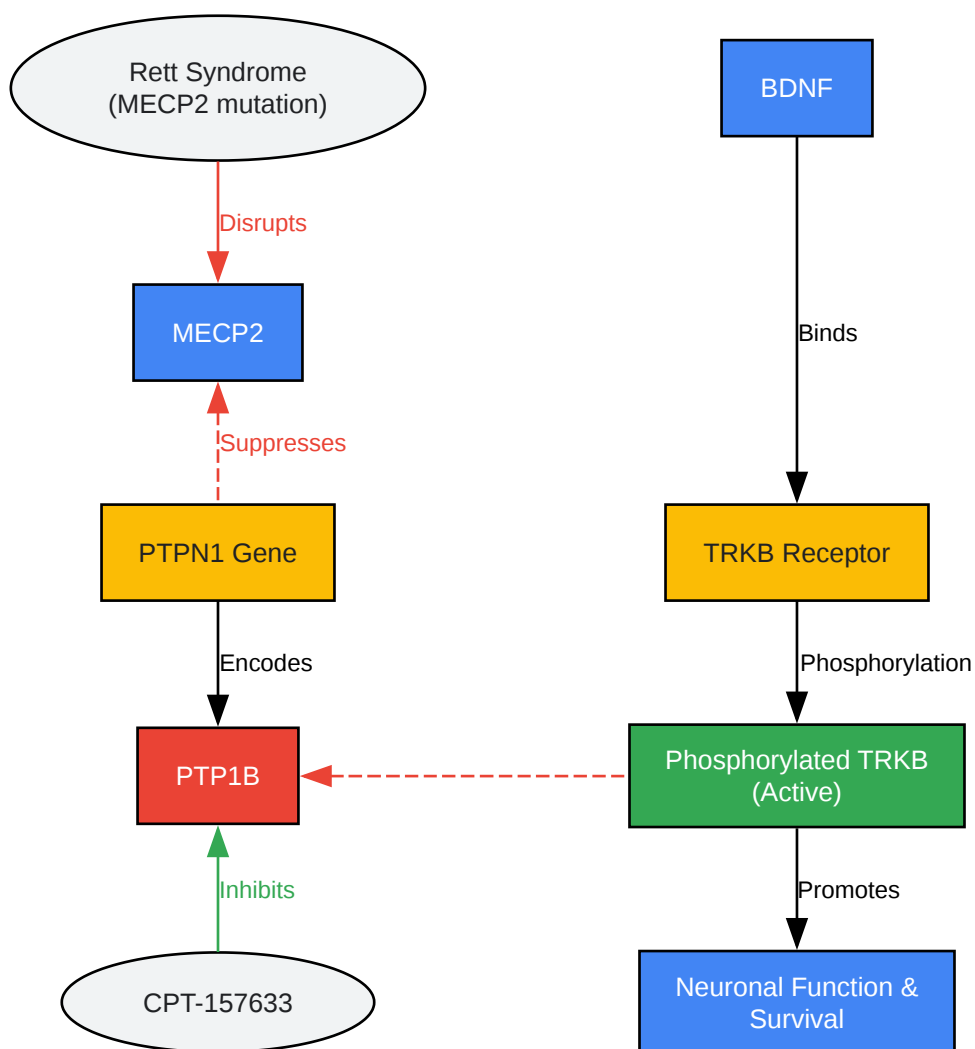 Rett Syndrome
(MECP2 mutation)
BDNF
Disrupts
MECP2
Binds
Suppresses
PTPN1 Gene
TRKB Receptor
Encodes
Phosphorylation
PTP1B
Phosphorylated TRKB
(Active)
Inhibits
Promotes
CPT-157633
Neuronal Function &
Survival